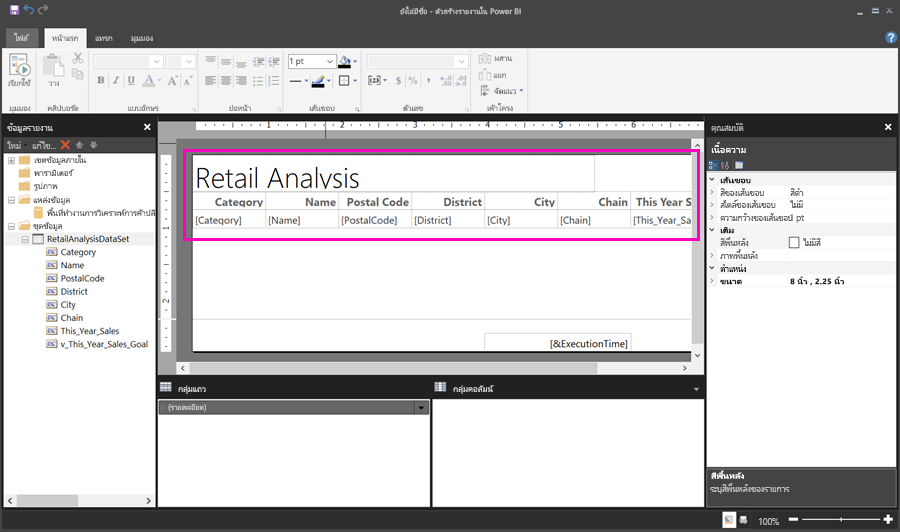 ยังไม่มีชื่อ - ตัวสร้างรายงานใน Power BI
ไฟล์ หน้าแรก แทรก มุมมอง
เรียกใช้ วาง 1 pt ผสาน
B I U A A A $ % แยก
จัดแนว
มุมมอง คลิปบอร์ด แบบอักษร ย่อหน้า เส้นขอบ ตัวเลข เค้าโครง
ข้อมูลรายงาน
ใหม่ แก้ไข...
เขตข้อมูลภายใน
พารามิเตอร์
รูปภาพ
แหล่งข้อมูล
พื้นที่ทำงานการวิเคราะห์การค้าปลี
ชุดข้อมูล
RetailAnalysisDataSet
Category
Name
PostalCode
District
City
Chain
This_Year_Sales
v_This_Year_Sales_Goal
1 2 3 4 5 6
1
2
Retail Analysis
Category Name Postal Code District City Chain This Year S
[Category] [Name] [PostalCode] [District] [City] [Chain] [This_Year_Sa
[&ExecutionTime]
กลุ่มแถว
(รายละเอียด)
กลุ่มคอลัมน์
คุณสมบัติ
เนื้อความ
เส้นขอบ
สีของเส้นขอบ สีดำ
สไตล์ของเส้นขอบ ไม่มี
ความกว้างของเส้นขอบ 1 pt
เติม
สีพื้นหลัง ไม่มีสี
ภาพพื้นหลัง
ตำแหน่ง
ขนาด 8 นิ้ว , 2.25 นิ้ว
สีพื้นหลัง
ระบุสีพื้นหลังของรายการ
100%